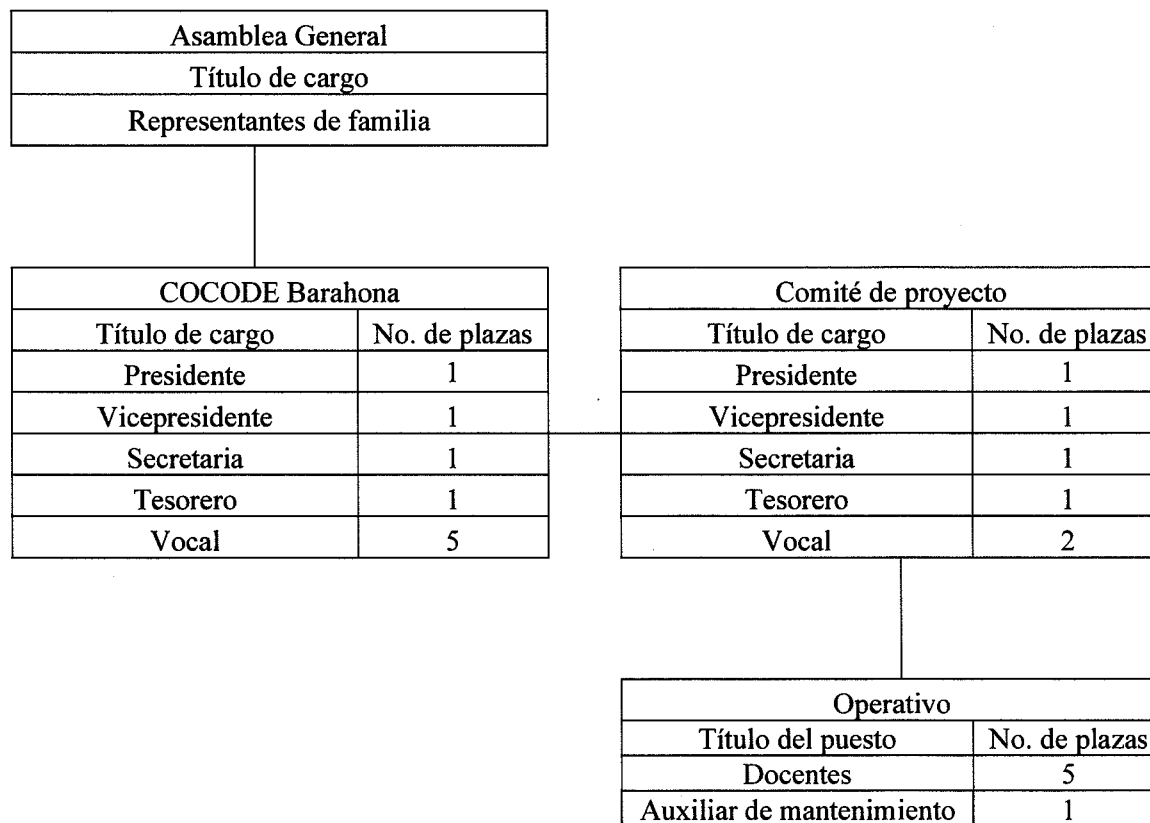 Asamblea General
Título de cargo
Representantes de familia
COCODE Barahona
Título de cargo No. de plazas
Presidente 1
Vicepresidente 1
Secretaria 1
Tesorero 1
Vocal 5
Comité de proyecto
Título de cargo No. de plazas
Presidente 1
Vicepresidente 1
Secretaria 1
Tesorero 1
Vocal 2
Operativo
Título del puesto No. de plazas
Docentes 5
Auxiliar de mantenimiento 1